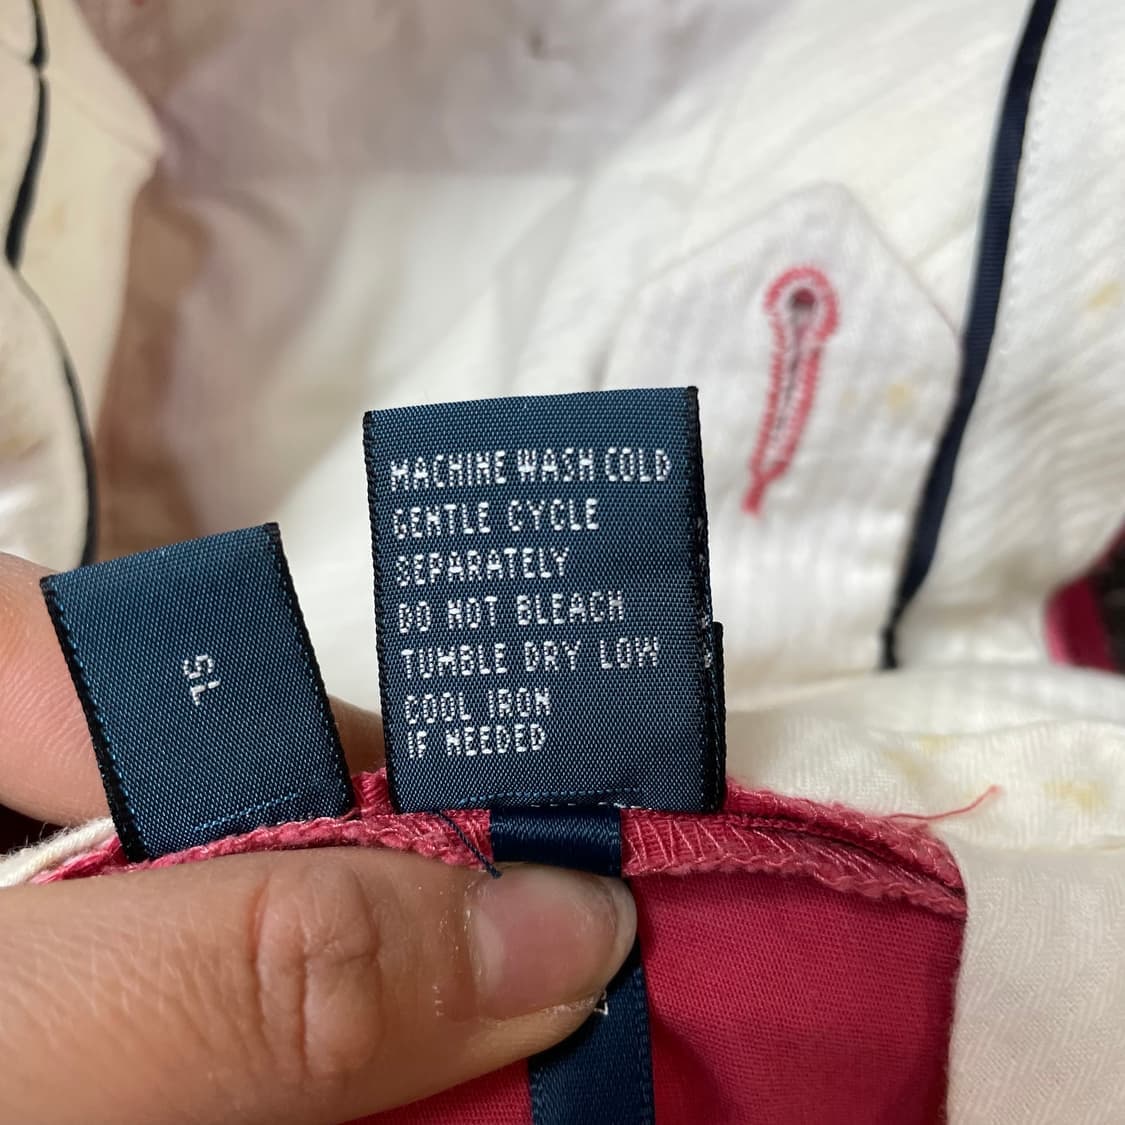 MACHINE WASH COLD
GENTLE CYCLE
SEPARATELY
DO NOT BLEACH
TUMBLE DRY LOW
COOL IRON
IF NEEDED